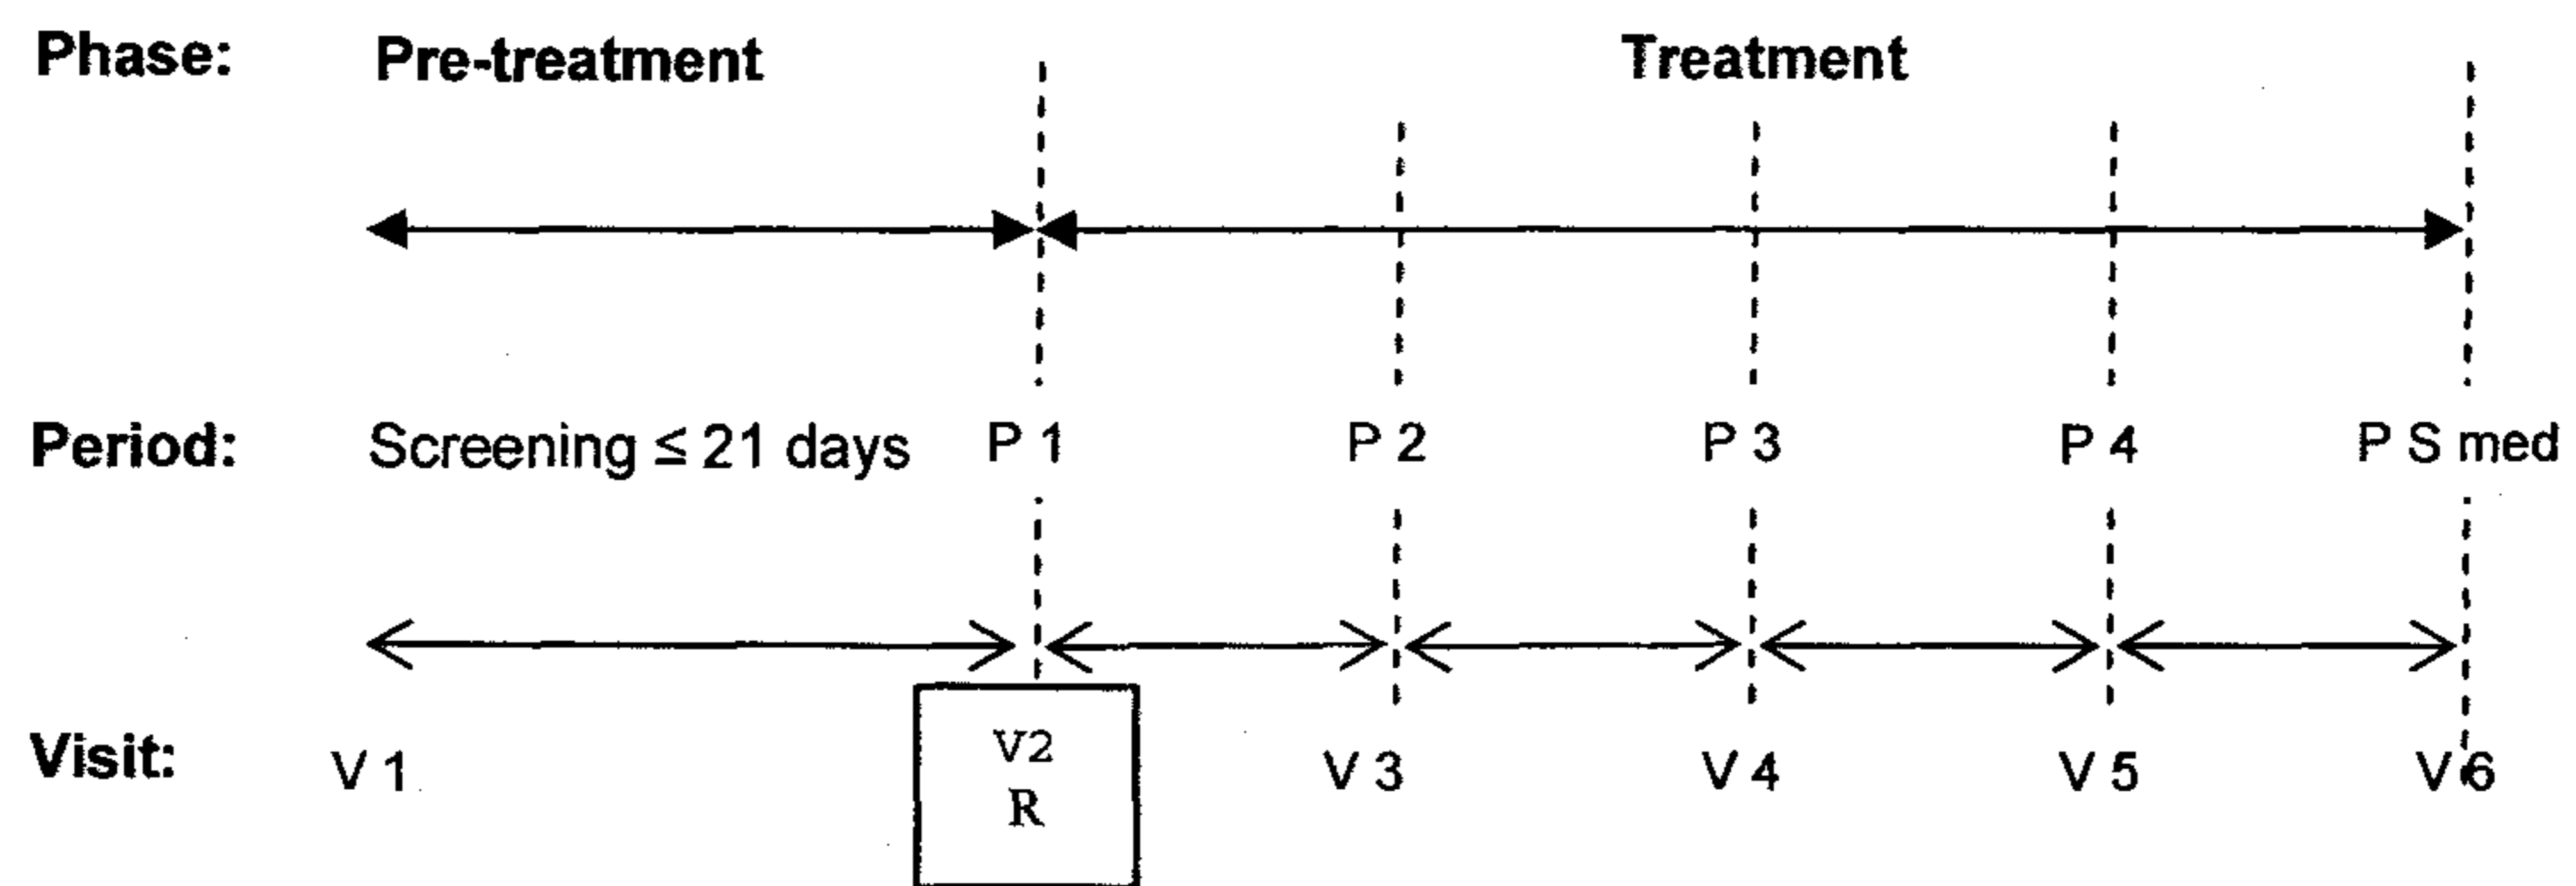 Phase: Pre-treatment Treatment
Period: Screening ≤ 21 days P 1 P 2 P 3 P 4 P S med
Visit: V 1 V2 V 3 V 4 V 5 V 6
R